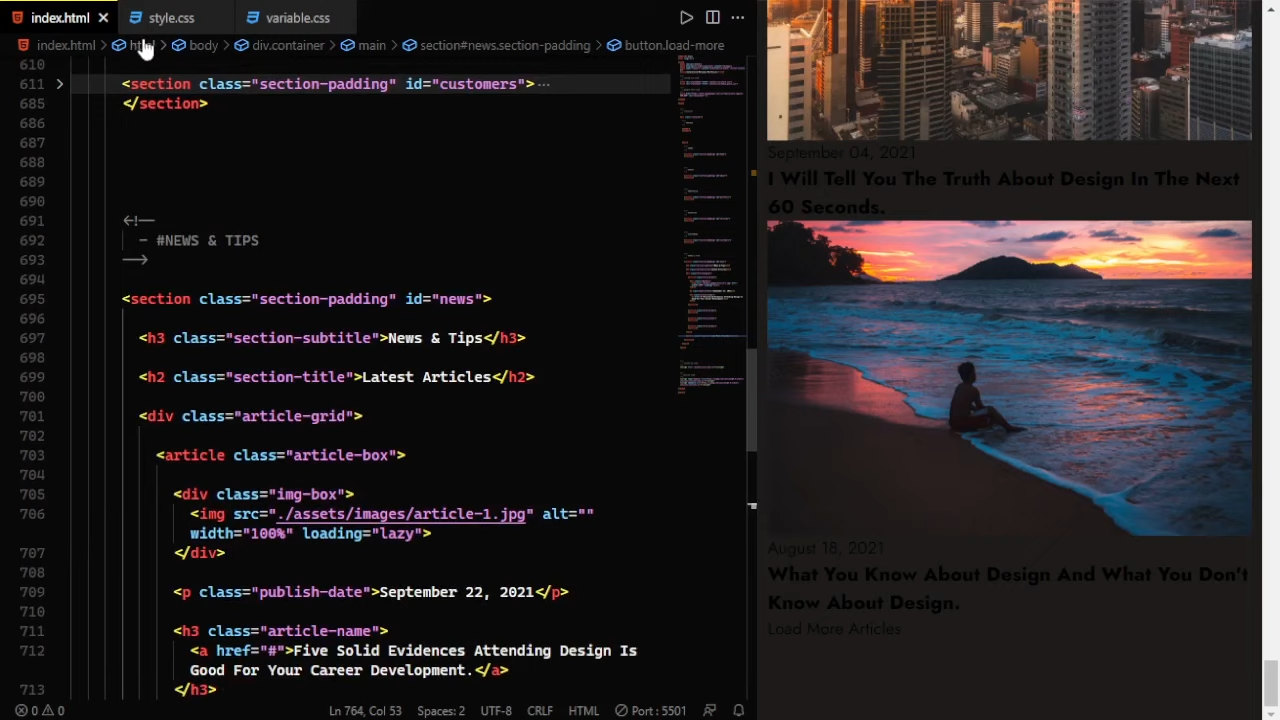 index.html
style.css
variable.css
index.html > html > body > div.container > main > section#news.section-padding > button.load-more
610
611 <section class="section-padding" id="customers">···
685 </section>
686
687
688
689
690
691 <!--
692 - #NEWS & TIPS
693 -->
694
695 <section class="section-padding" id="news">
696
697 <h3 class="section-subtitle">News & Tips</h3>
698
699 <h2 class="section-title">Latest Articles</h2>
700
701 <div class="article-grid">
702
703 <article class="article-box">
704
705 <div class="img-box">
706 <img src="./assets/images/article-1.jpg" alt=""
width="100%" loading="lazy">
707 </div>
708
709 <p class="publish-date">September 22, 2021</p>
710
711 <h3 class="article-name">
712 <a href="#">Five Solid Evidences Attending Design Is
Good For Your Career Development.</a>
713 </h3>
0 0
Ln 764, Col 53
Spaces: 2
UTF-8
CRLF
HTML
Port : 5501
September 04, 2021
I Will Tell You The Truth About Design In The Next
60 Seconds.
August 18, 2021
What You Know About Design And What You Don't
Know About Design.
Load More Articles